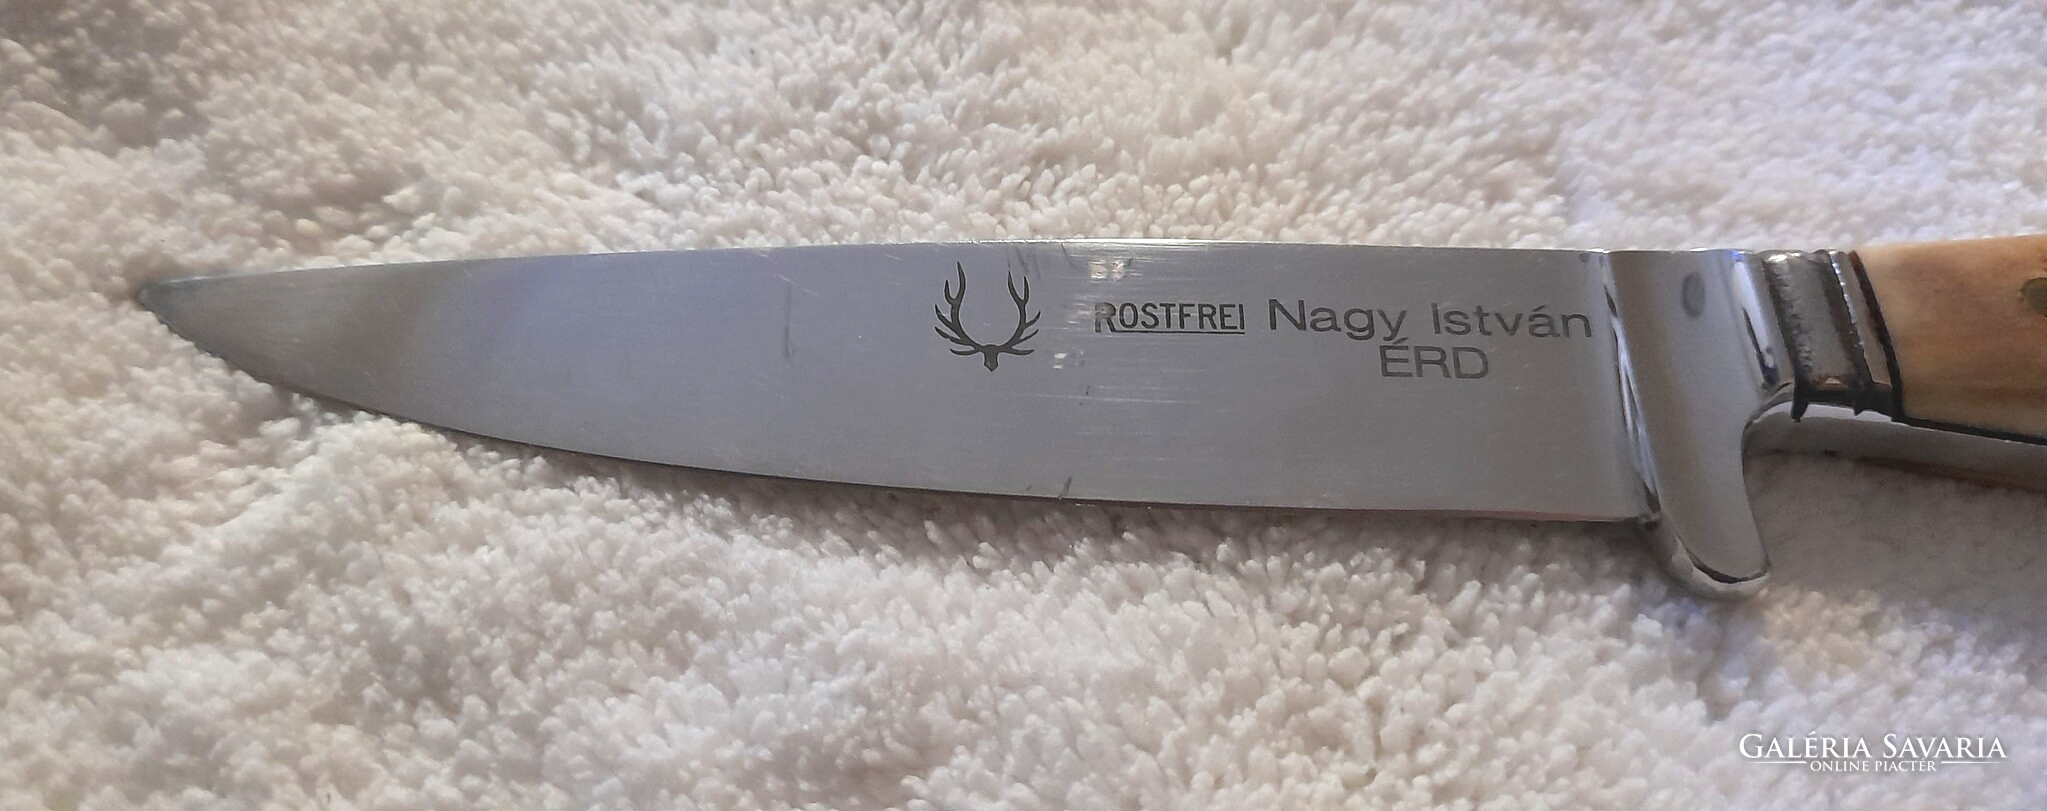 ROSTFREI Nagy István
ÉRD
GALÉRIA SAVARIA
ONLINE PIACTÉR